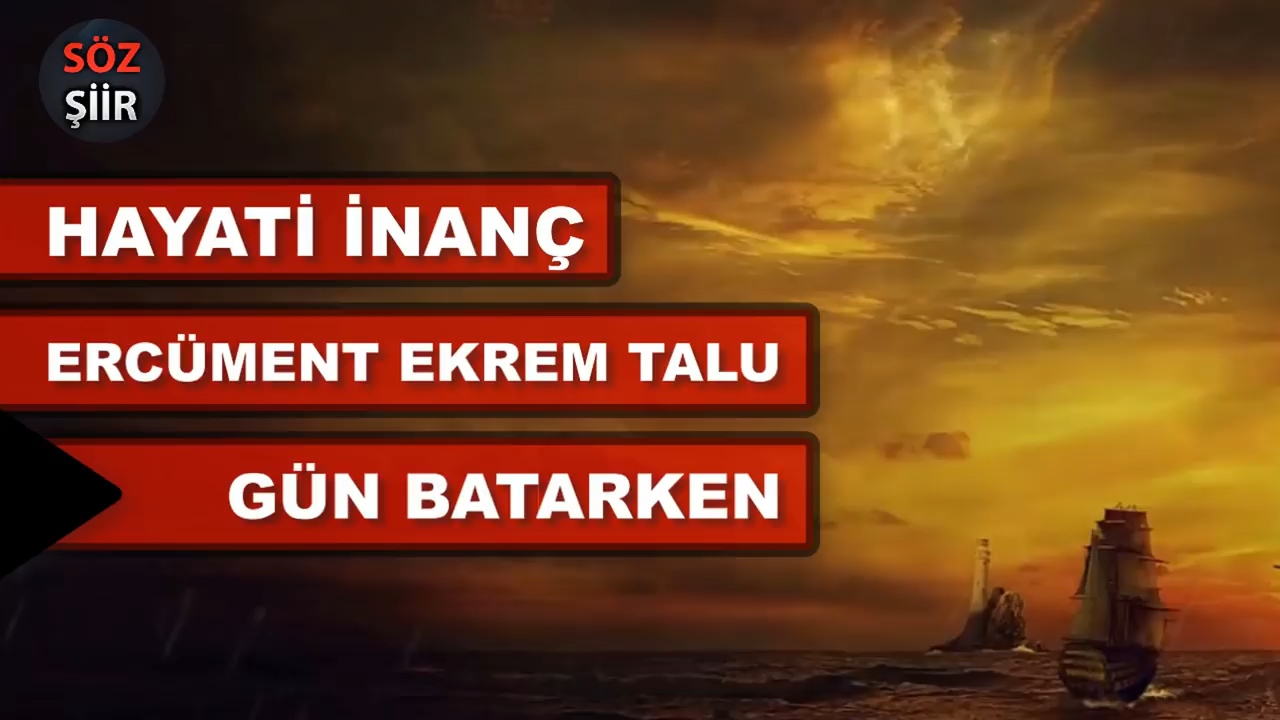 SÖZ
ŞİİR
HAYATİ İNANÇ
ERCÜMENT EKREM TALU
GÜN BATARKEN